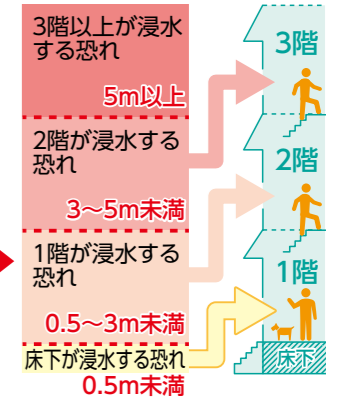 3階以上が浸水
する恐れ
5m以上
2階が浸水する
恐れ
3～5m未満
1階が浸水する
恐れ
0.5～3m未満
床下が浸水する恐れ
0.5m未満
3階
2階
1階
床下